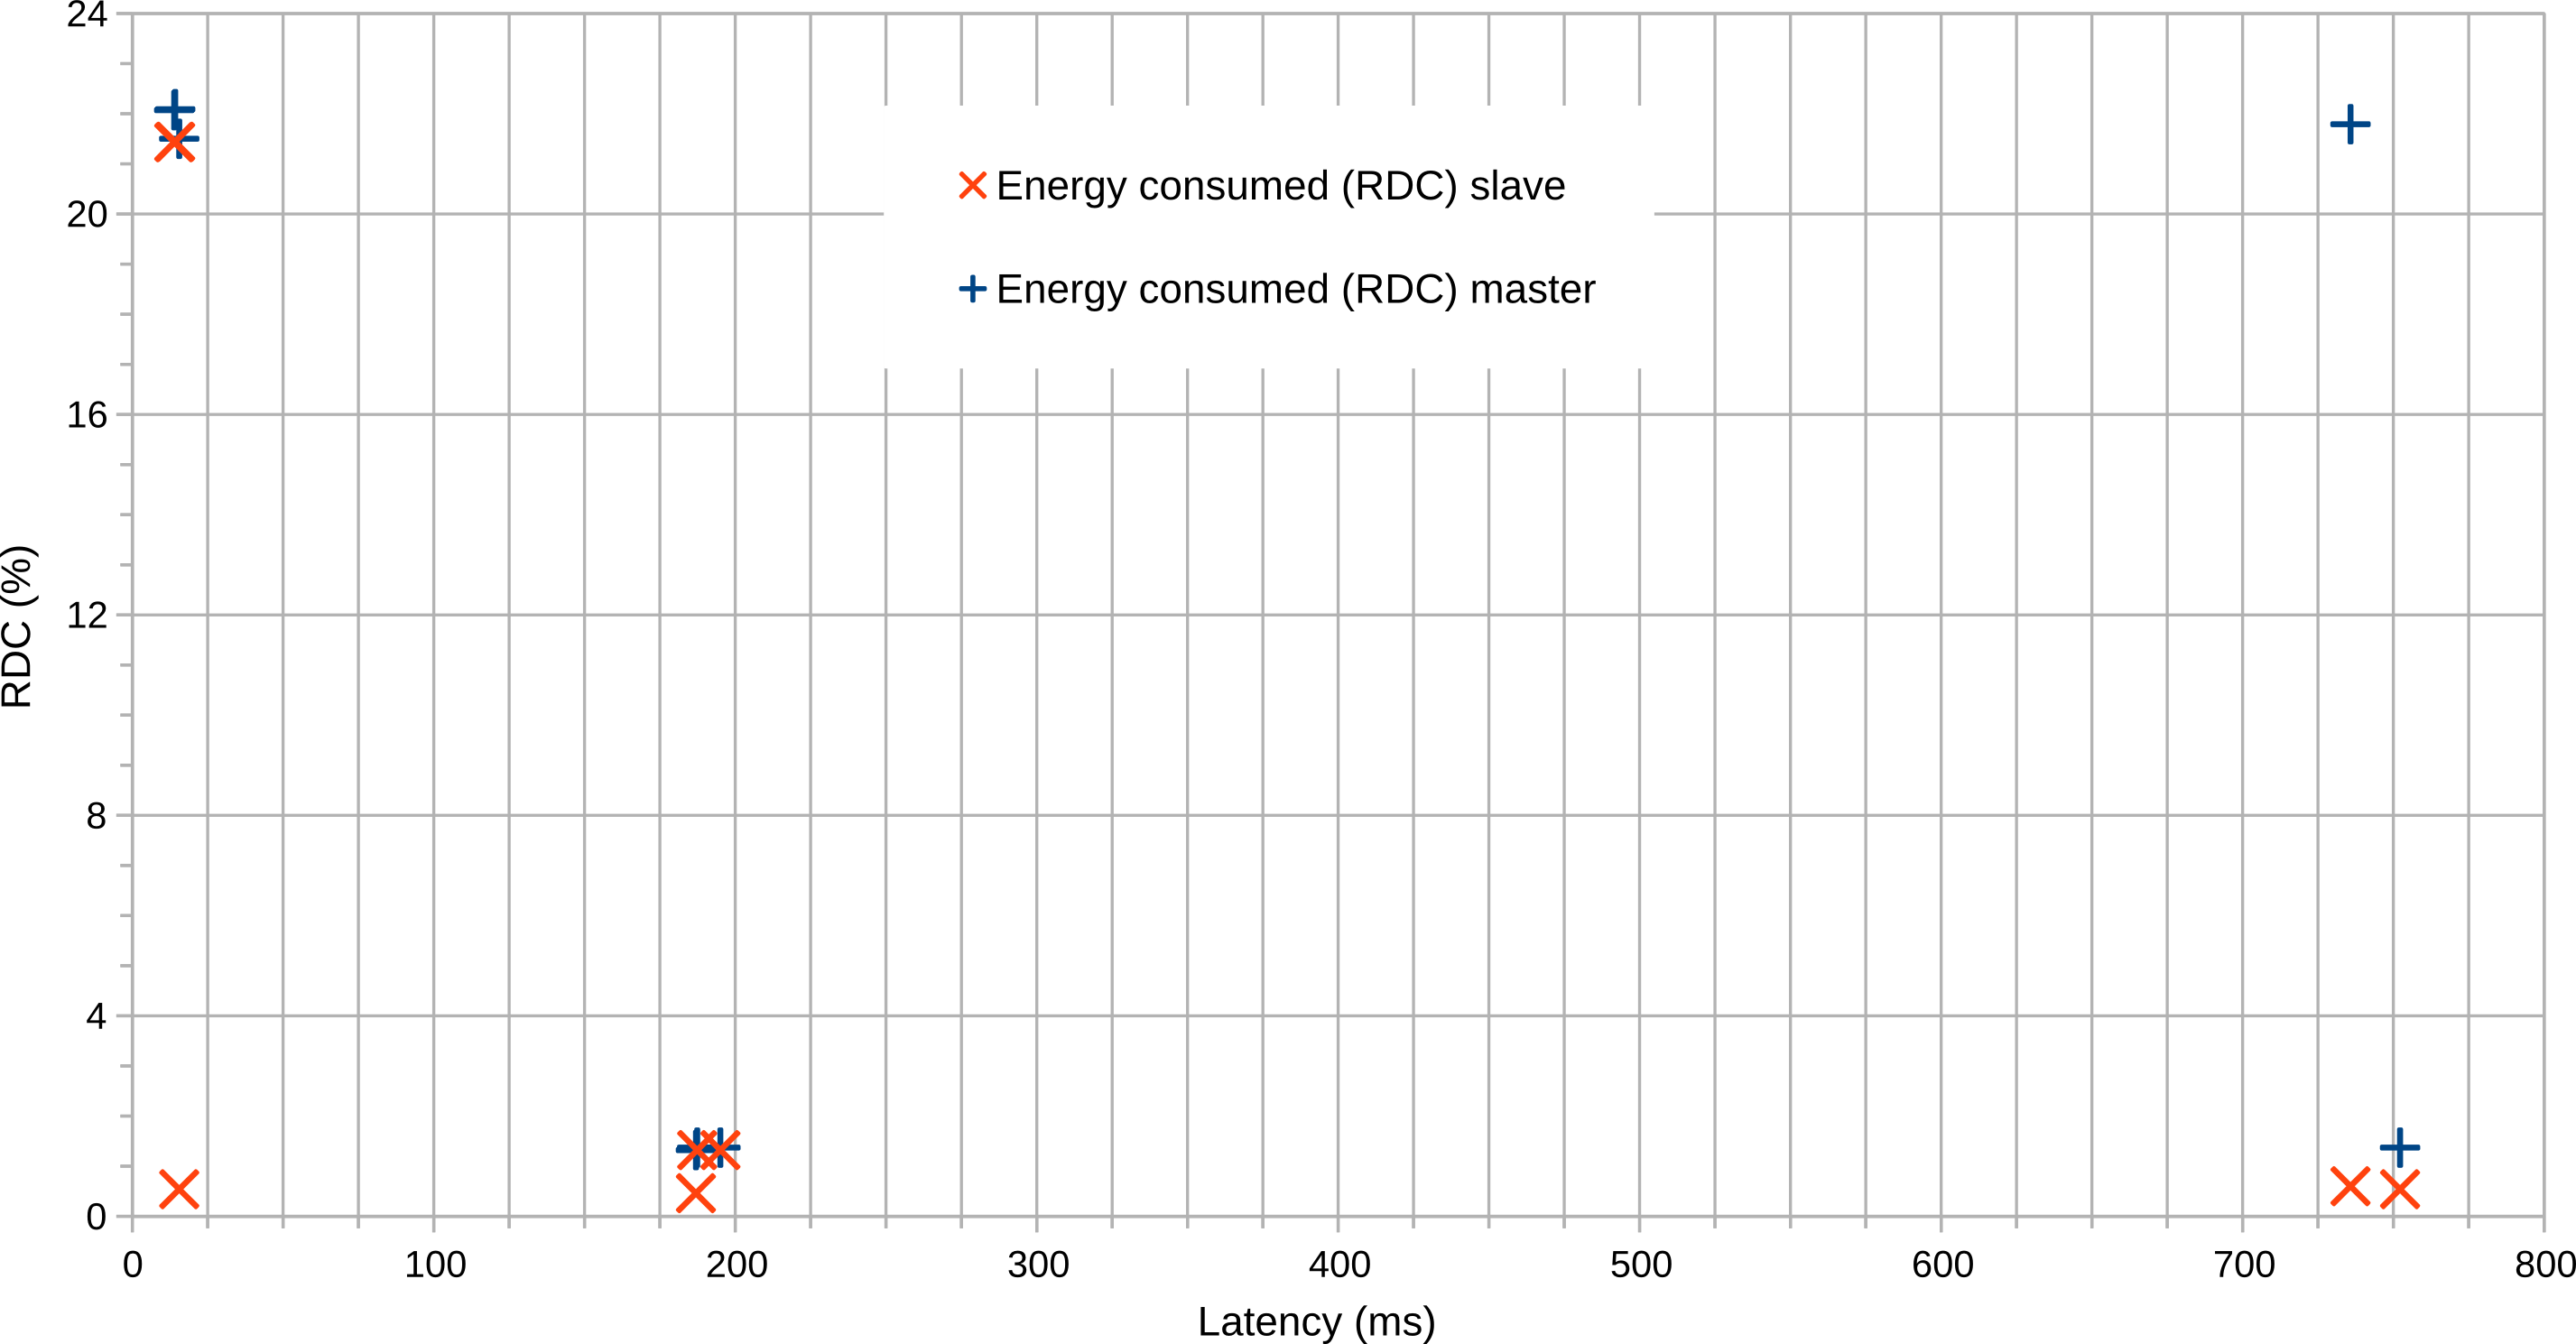 24
20
16
12
8
4
0
RDC (%)
Energy consumed (RDC) slave
Energy consumed (RDC) master
0 100 200 300 400 500 600 700 800
Latency (ms)